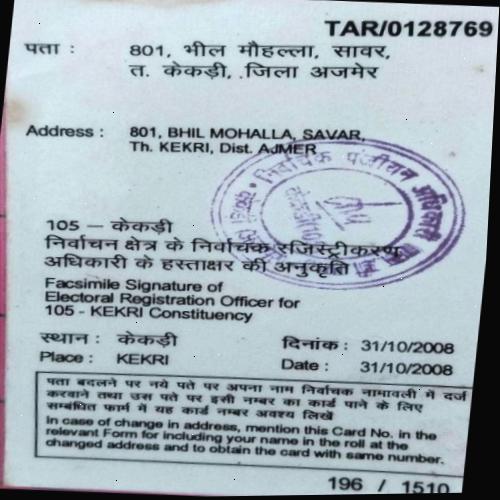 TAR/0128769
पता : 801, भील मौहल्ला, सावर,
त. केकड़ी, जिला अजमेर
Address : 801, BHIL MOHALLA, SAVAR,
Th. KEKRI, Dist. AJMER
105 – केकड़ी
निर्वाचन क्षेत्र के निर्वाचक रजिस्ट्रीकरण
अधिकारी के हस्ताक्षर की अनुकृति
Facsimile Signature of
Electoral Registration Officer for
105 - KEKRI Constituency
स्थान : केकड़ी दिनांक : 31/10/2008
Place : KEKRI Date : 31/10/2008
पता बदलने पर नये पते पर अपना नाम निर्वाचक नामावली में दर्ज
करवाने तथा उस पते पर इसी नम्बर का कार्ड पाने के लिए
सम्बंधित फार्म में यह कार्ड नम्बर अवश्य लिखें
In case of change in address, mention this Card No. in the
relevant Form for including your name in the roll at the
changed address and to obtain the card with same number.
196 / 1510
निर्वाचक पंजीयन अधिकारी